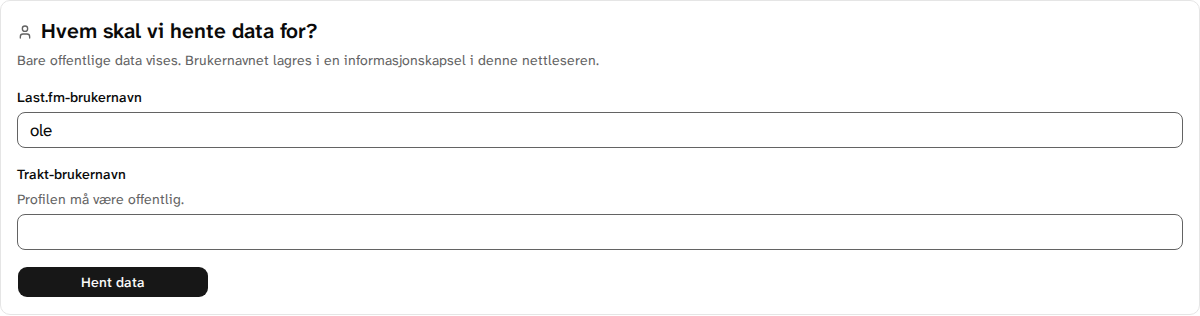 Hvem skal vi hente data for?
Bare offentlige data vises. Brukernavnet lagres i en informasjonskapsel i denne nettleseren.
Last.fm-brukernavn
ole
Trakt-brukernavn
Profilen må være offentlig.
Hent data